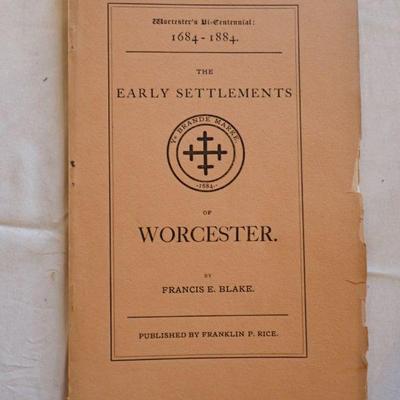 Worcester's Bi-Centennial:
1684-1884.
THE
EARLY SETTLEMENTS
Ye BRANDE MARKE.
-1684-
OF
WORCESTER.
BY
FRANCIS E. BLAKE.
PUBLISHED BY FRANKLIN P. RICE.